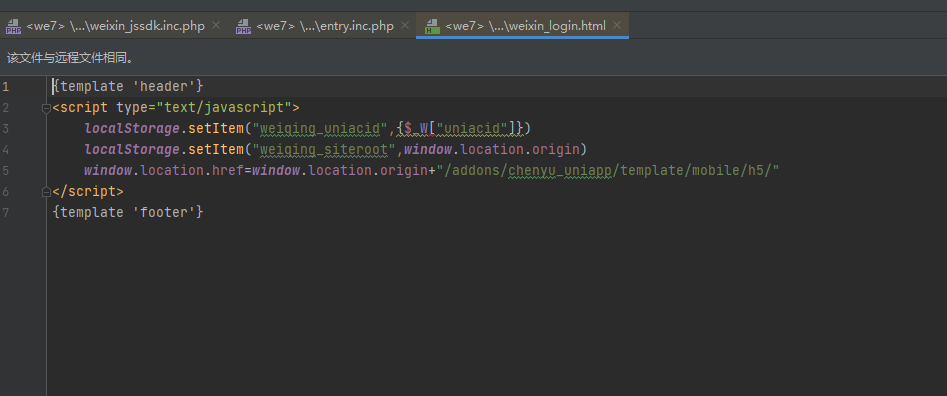 <we7> \...\weixin_jssdk.inc.php <we7> \...\entry.inc.php <we7> \...\weixin_login.html
该文件与远程文件相同。
1 {template 'header'}
2 <script type="text/javascript">
3 localStorage.setItem("weiqing_uniacid",{$_W["uniacid"]})
4 localStorage.setItem("weiqing_siteroot",window.location.origin)
5 window.location.href=window.location.origin+"/addons/chenyu_uniapp/template/mobile/h5/"
6 </script>
7 {template 'footer'}